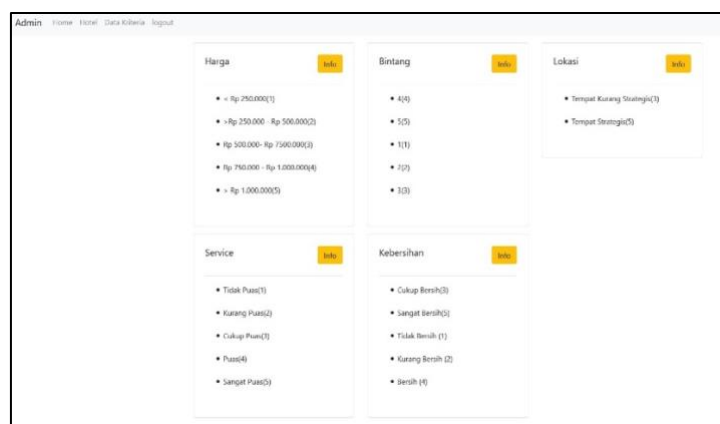 Admin Home Hotel Data Kriteria logout
Harga Info
< Rp 250.000(1)
>Rp 250.000 - Rp 500.000(2)
Rp 500.000- Rp 7500.000(3)
Rp 750.000 - Rp 1.000.000(4)
> Rp 1.000.000(5)
Bintang Info
4(4)
5(5)
1(1)
2(2)
3(3)
Lokasi Info
Tempat Kurang Strategis(3)
Tempat Strategis(5)
Service Info
Tidak Puas(1)
Kurang Puas(2)
Cukup Puas(3)
Puas(4)
Sangat Puas(5)
Kebersihan Info
Cukup Bersih(3)
Sangat Bersih(5)
Tidak Bersih (1)
Kurang Bersih (2)
Bersih (4)